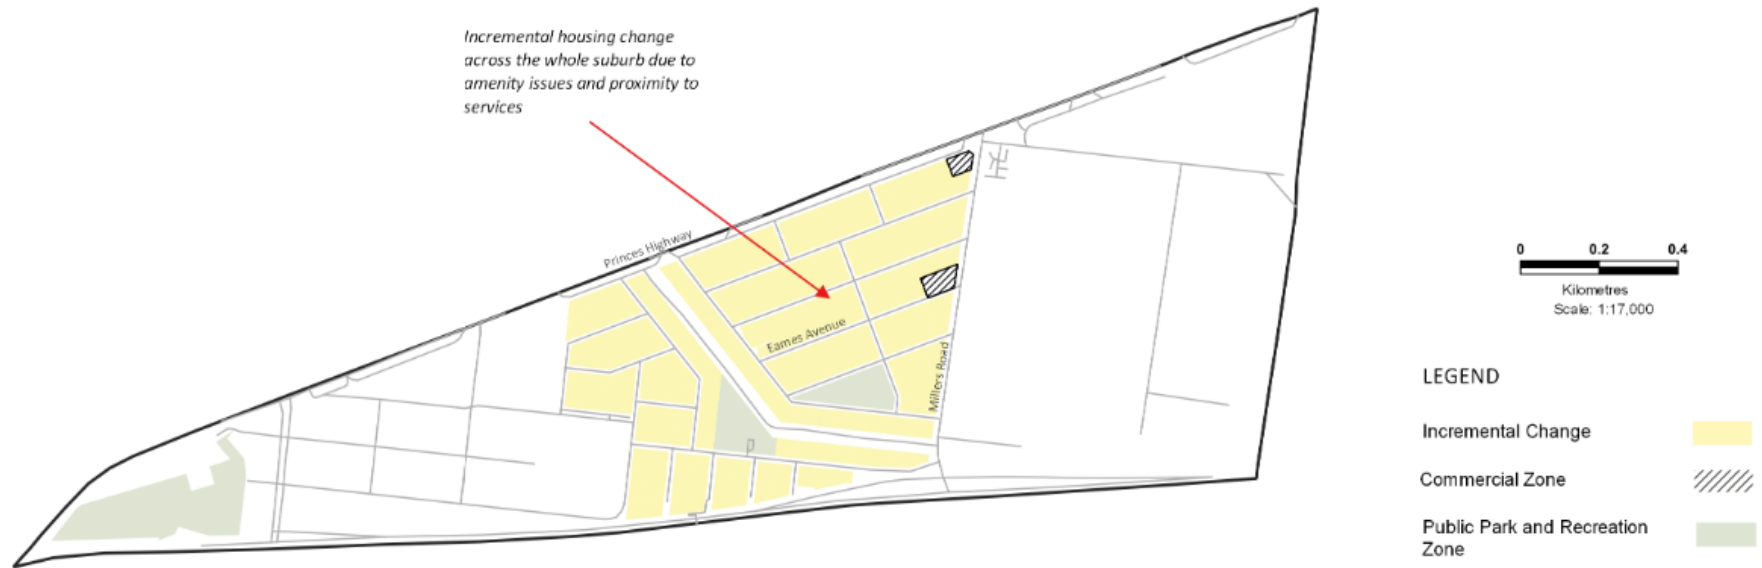 Incremental housing change
across the whole suburb due to
amenity issues and proximity to
services
Princes Highway
Eames Avenue
Millers Road
0 0.2 0.4
Kilometres
Scale: 1:17,000
LEGEND
Incremental Change
Commercial Zone
Public Park and Recreation
Zone